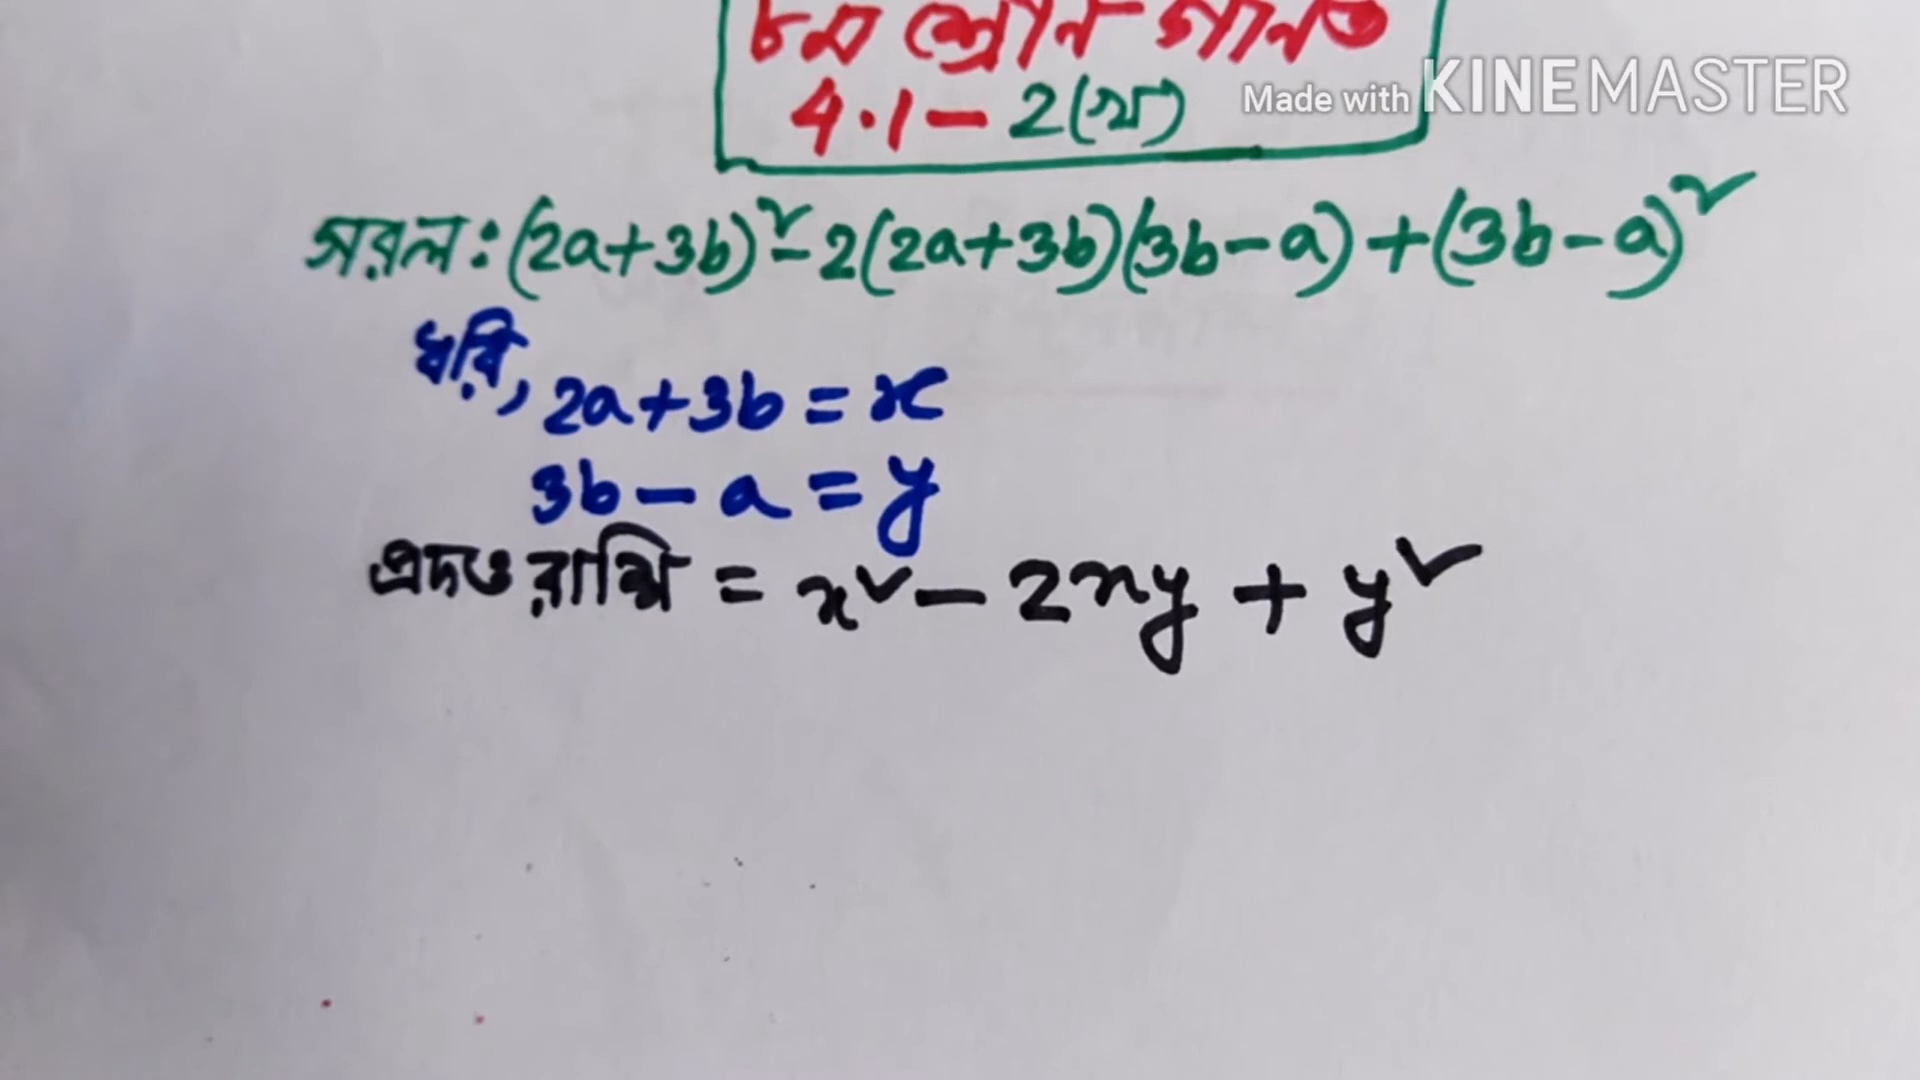 ৮ম শ্রেণি গণিত
Made with KINEMASTER
4.1 - 2(ঘ)
সরল: (2a+3b)² - 2(2a+3b)(3b-a) + (3b-a)²
ধরি, 2a+3b = x
3b - a = y
প্রদত্ত রাশি = x² - 2xy + y²